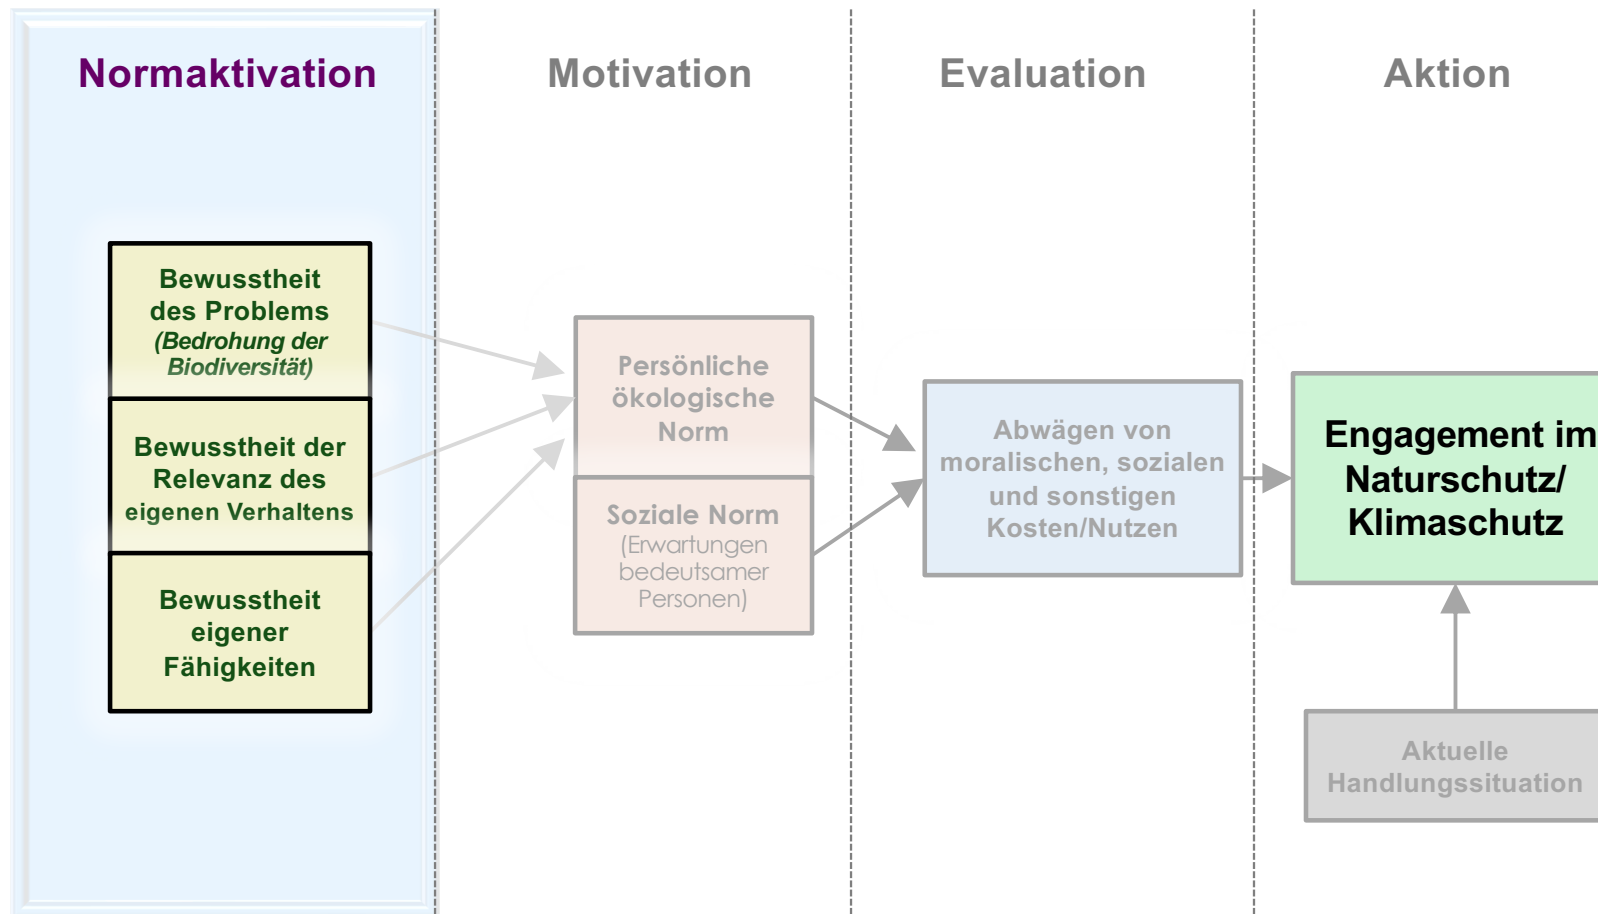 Normaktivation
Motivation
Evaluation
Aktion
Bewusstheit
des Problems
(Bedrohung der
Biodiversität)
Bewusstheit der
Relevanz des
eigenen Verhaltens
Bewusstheit
eigener
Fähigkeiten
Persönliche
ökologische
Norm
Soziale Norm
(Erwartungen
bedeutsamer
Personen)
Abwägen von
moralischen, sozialen
und sonstigen
Kosten/Nutzen
Engagement im
Naturschutz/
Klimaschutz
Aktuelle
Handlungssituation